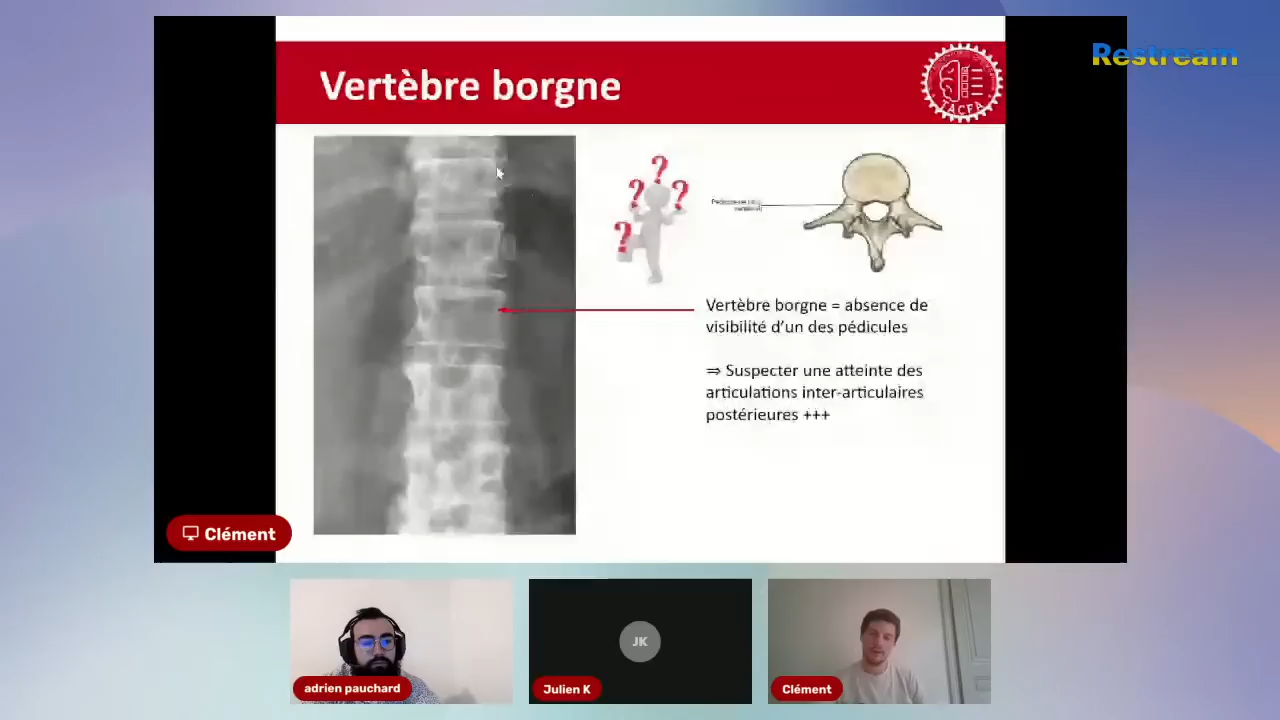 Restream
Vertèbre borgne
TACFA
? ? ? ?
Vertèbre borgne = absence de
visibilité d'un des pédicules
⇒ Suspecter une atteinte des
articulations inter-articulaires
postérieures +++
Clément
JK
adrien pauchard
Julien K
Clément